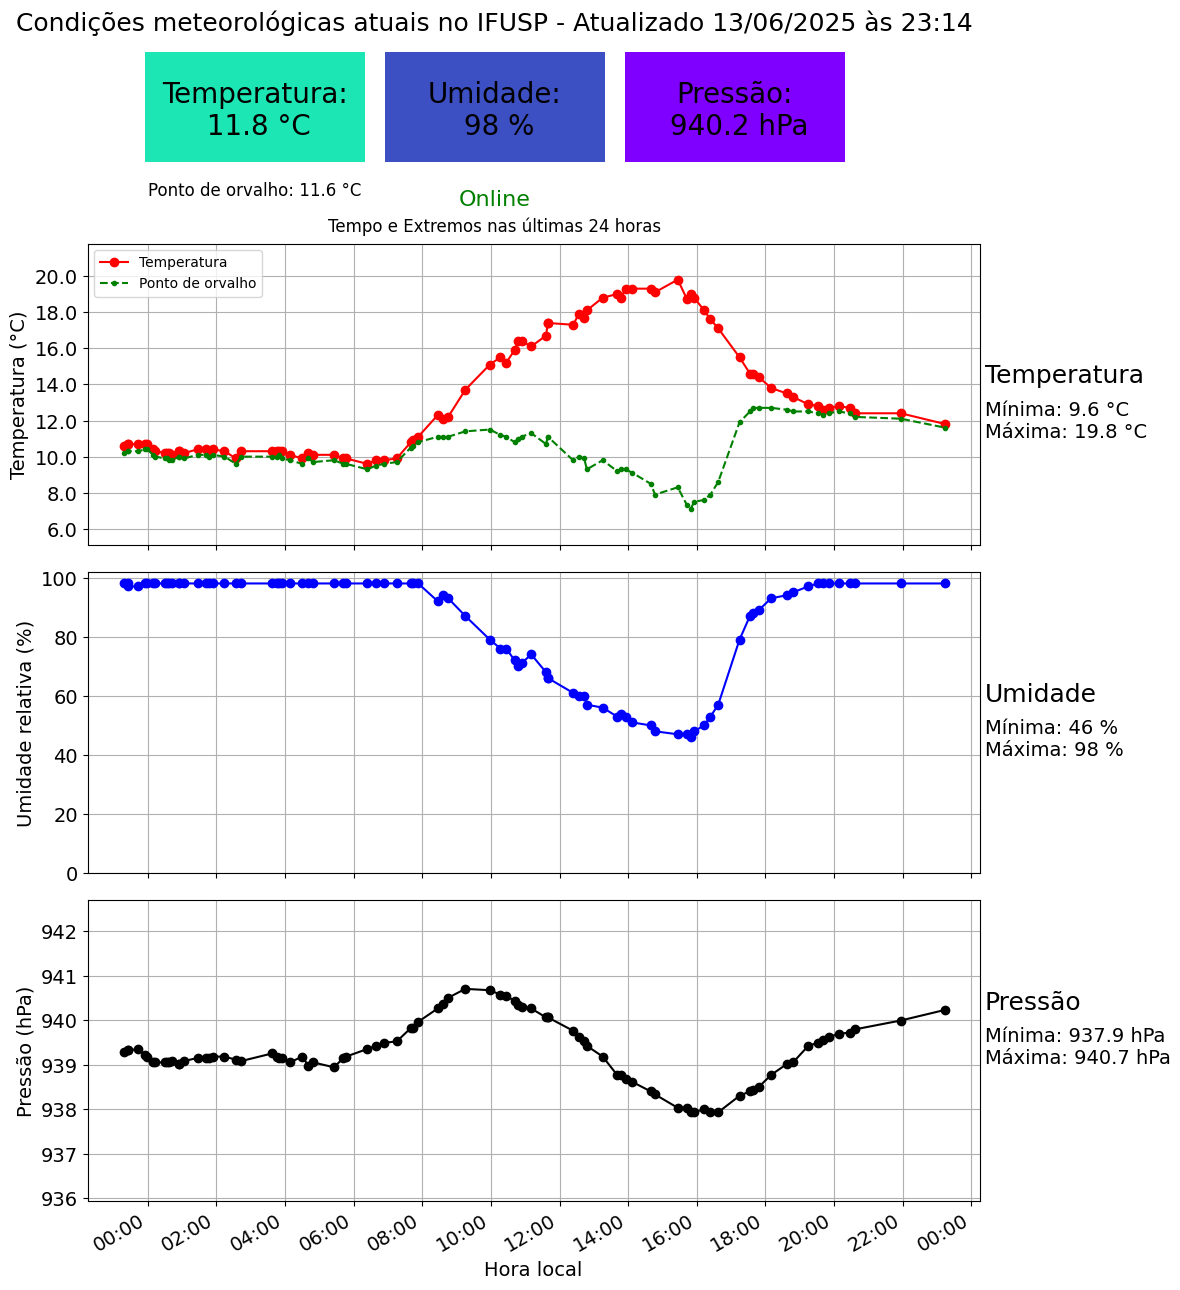 Condições meteorológicas atuais no IFUSP - Atualizado 13/06/2025 às 23:14
Temperatura:
11.8 °C
Umidade:
98 %
Pressão:
940.2 hPa
Ponto de orvalho: 11.6 °C
Online
Tempo e Extremos nas últimas 24 horas
Temperatura
Ponto de orvalho
Temperatura (°C)
20.0
18.0
16.0
14.0
12.0
10.0
8.0
6.0
Temperatura
Mínima: 9.6 °C
Máxima: 19.8 °C
Umidade relativa (%)
100
80
60
40
20
0
Umidade
Mínima: 46 %
Máxima: 98 %
Pressão (hPa)
942
941
940
939
938
937
936
Pressão
Mínima: 937.9 hPa
Máxima: 940.7 hPa
00:00
02:00
04:00
06:00
08:00
10:00
12:00
14:00
16:00
18:00
20:00
22:00
00:00
Hora local